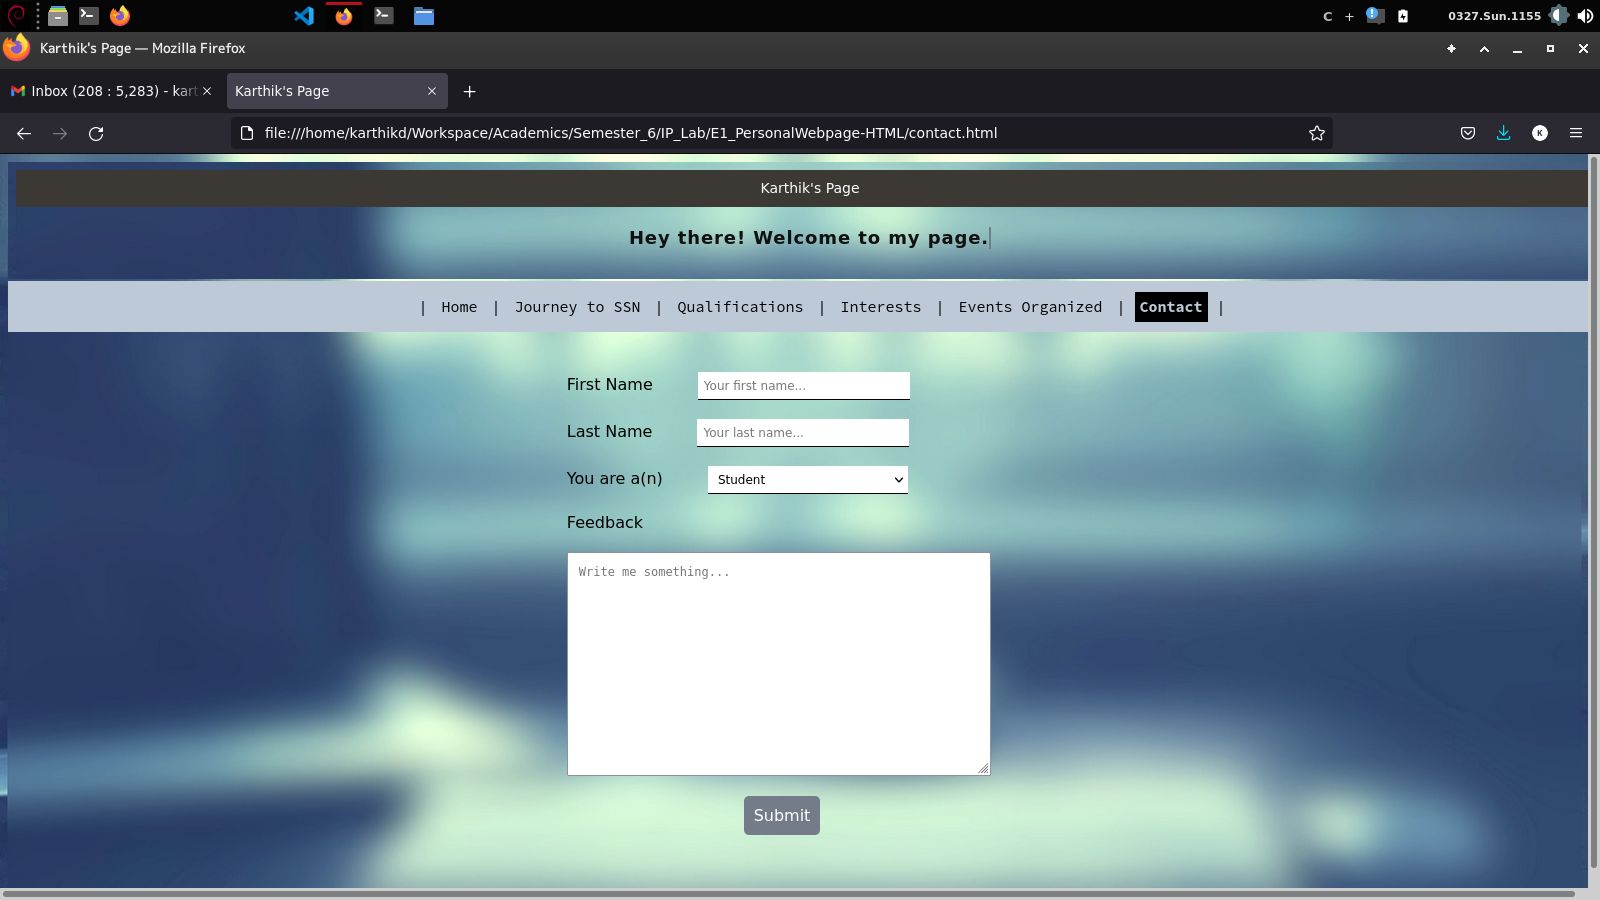 C + 0327.Sun.1155
Karthik's Page — Mozilla Firefox
Inbox (208 : 5,283) - kart
Karthik's Page
file:///home/karthikd/Workspace/Academics/Semester_6/IP_Lab/E1_PersonalWebpage-HTML/contact.html
K
Karthik's Page
Hey there! Welcome to my page.
| Home | Journey to SSN | Qualifications | Interests | Events Organized | Contact |
First Name Your first name...
Last Name Your last name...
You are a(n) Student
Feedback
Write me something...
Submit